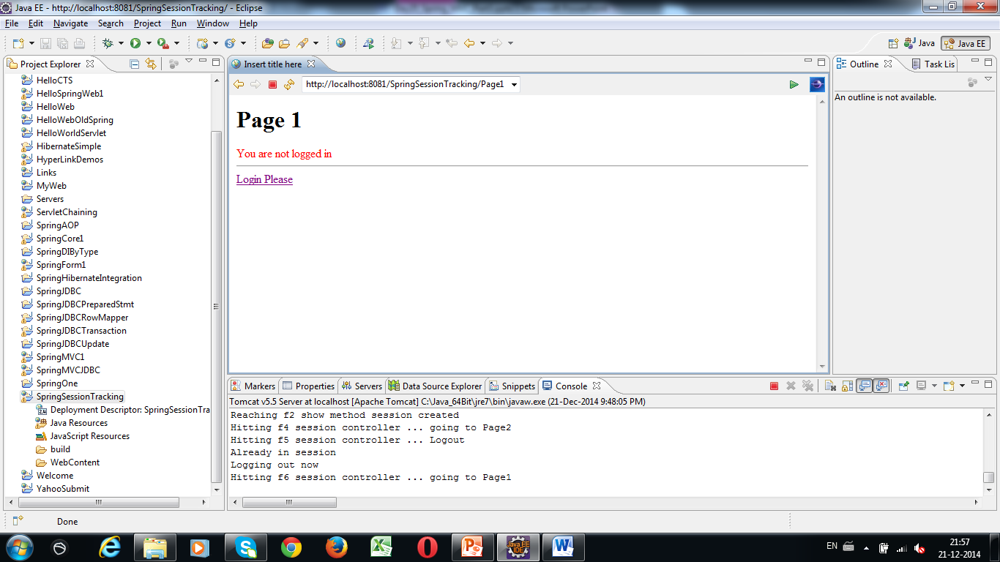 Java EE - http://localhost:8081/SpringSessionTracking/ - Eclipse
File Edit Navigate Search Project Run Window Help
Java Java EE
Project Explorer
HelloCTS
HelloSpringWeb1
HelloWeb
HelloWebOldSpring
HelloWorldServlet
HibernateSimple
HyperLinkDemos
Links
MyWeb
Servers
ServletChaining
SpringAOP
SpringCore1
SpringDIByType
SpringForm1
SpringHibernateIntegration
SpringJDBC
SpringJDBCPreparedStmt
SpringJDBCRowMapper
SpringJDBCTransaction
SpringJDBCUpdate
SpringMVC1
SpringMVCJDBC
SpringOne
SpringSessionTracking
Deployment Descriptor: SpringSessionTra
Java Resources
JavaScript Resources
build
WebContent
Welcome
YahooSubmit
Insert title here
http://localhost:8081/SpringSessionTracking/Page1
Page 1
You are not logged in
Login Please
Outline Task Lis
An outline is not available.
Markers Properties Servers Data Source Explorer Snippets Console
Tomcat v5.5 Server at localhost [Apache Tomcat] C:\Java_64Bit\jre7\bin\javaw.exe (21-Dec-2014 9:48:05 PM)
Reaching f2 show method session created
Hitting f4 session controller ... going to Page2
Hitting f5 session controller ... Logout
Already in session
Logging out now
Hitting f6 session controller ... going to Page1
Done
Java EE
IDE
EN
21:57
21-12-2014